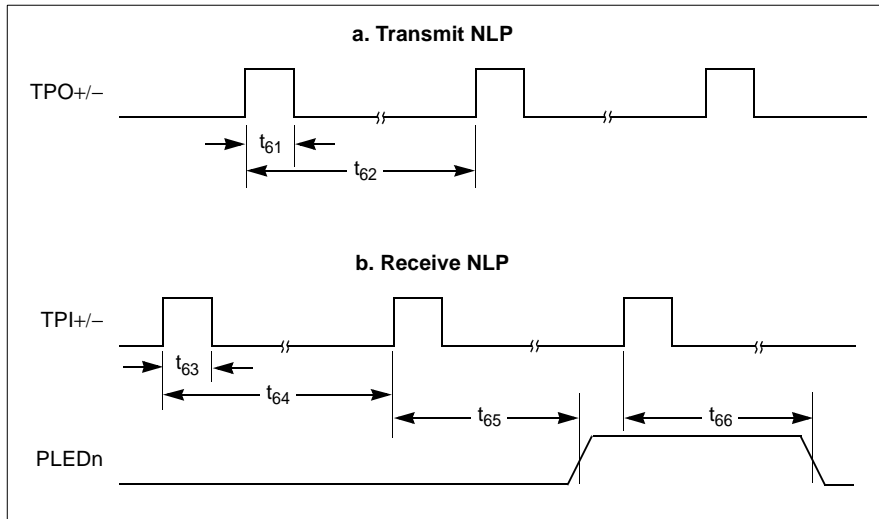 a. Transmit NLP
TPO+/−
t61
t62
b. Receive NLP
TPI+/−
t63
t64
t65
t66
PLEDn